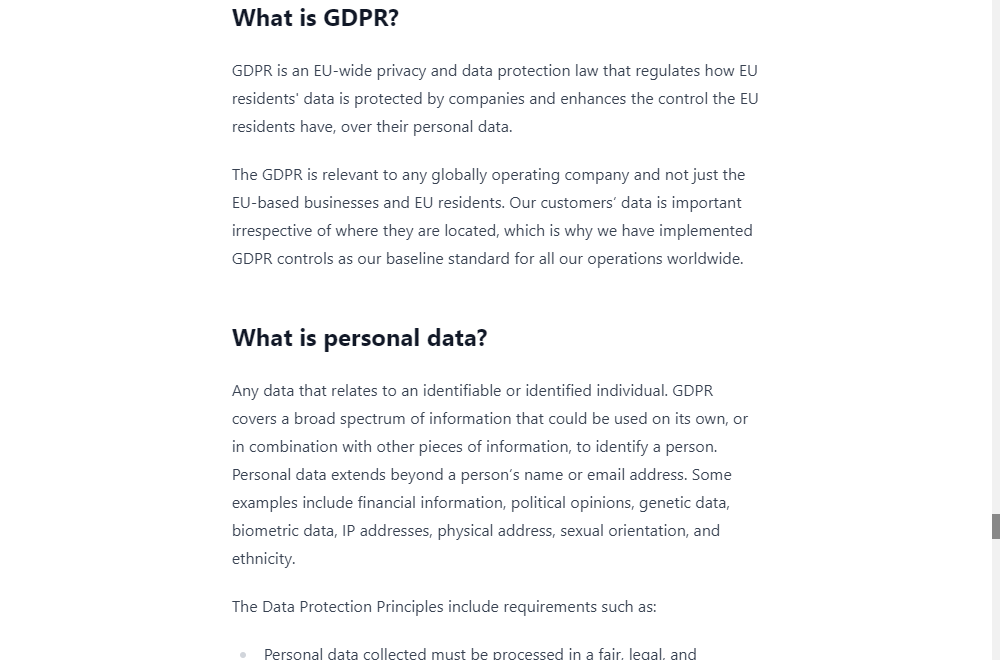 What is GDPR?
GDPR is an EU-wide privacy and data protection law that regulates how EU
residents' data is protected by companies and enhances the control the EU
residents have, over their personal data.
The GDPR is relevant to any globally operating company and not just the
EU-based businesses and EU residents. Our customers’ data is important
irrespective of where they are located, which is why we have implemented
GDPR controls as our baseline standard for all our operations worldwide.
What is personal data?
Any data that relates to an identifiable or identified individual. GDPR
covers a broad spectrum of information that could be used on its own, or
in combination with other pieces of information, to identify a person.
Personal data extends beyond a person’s name or email address. Some
examples include financial information, political opinions, genetic data,
biometric data, IP addresses, physical address, sexual orientation, and
ethnicity.
The Data Protection Principles include requirements such as:
Personal data collected must be processed in a fair, legal, and